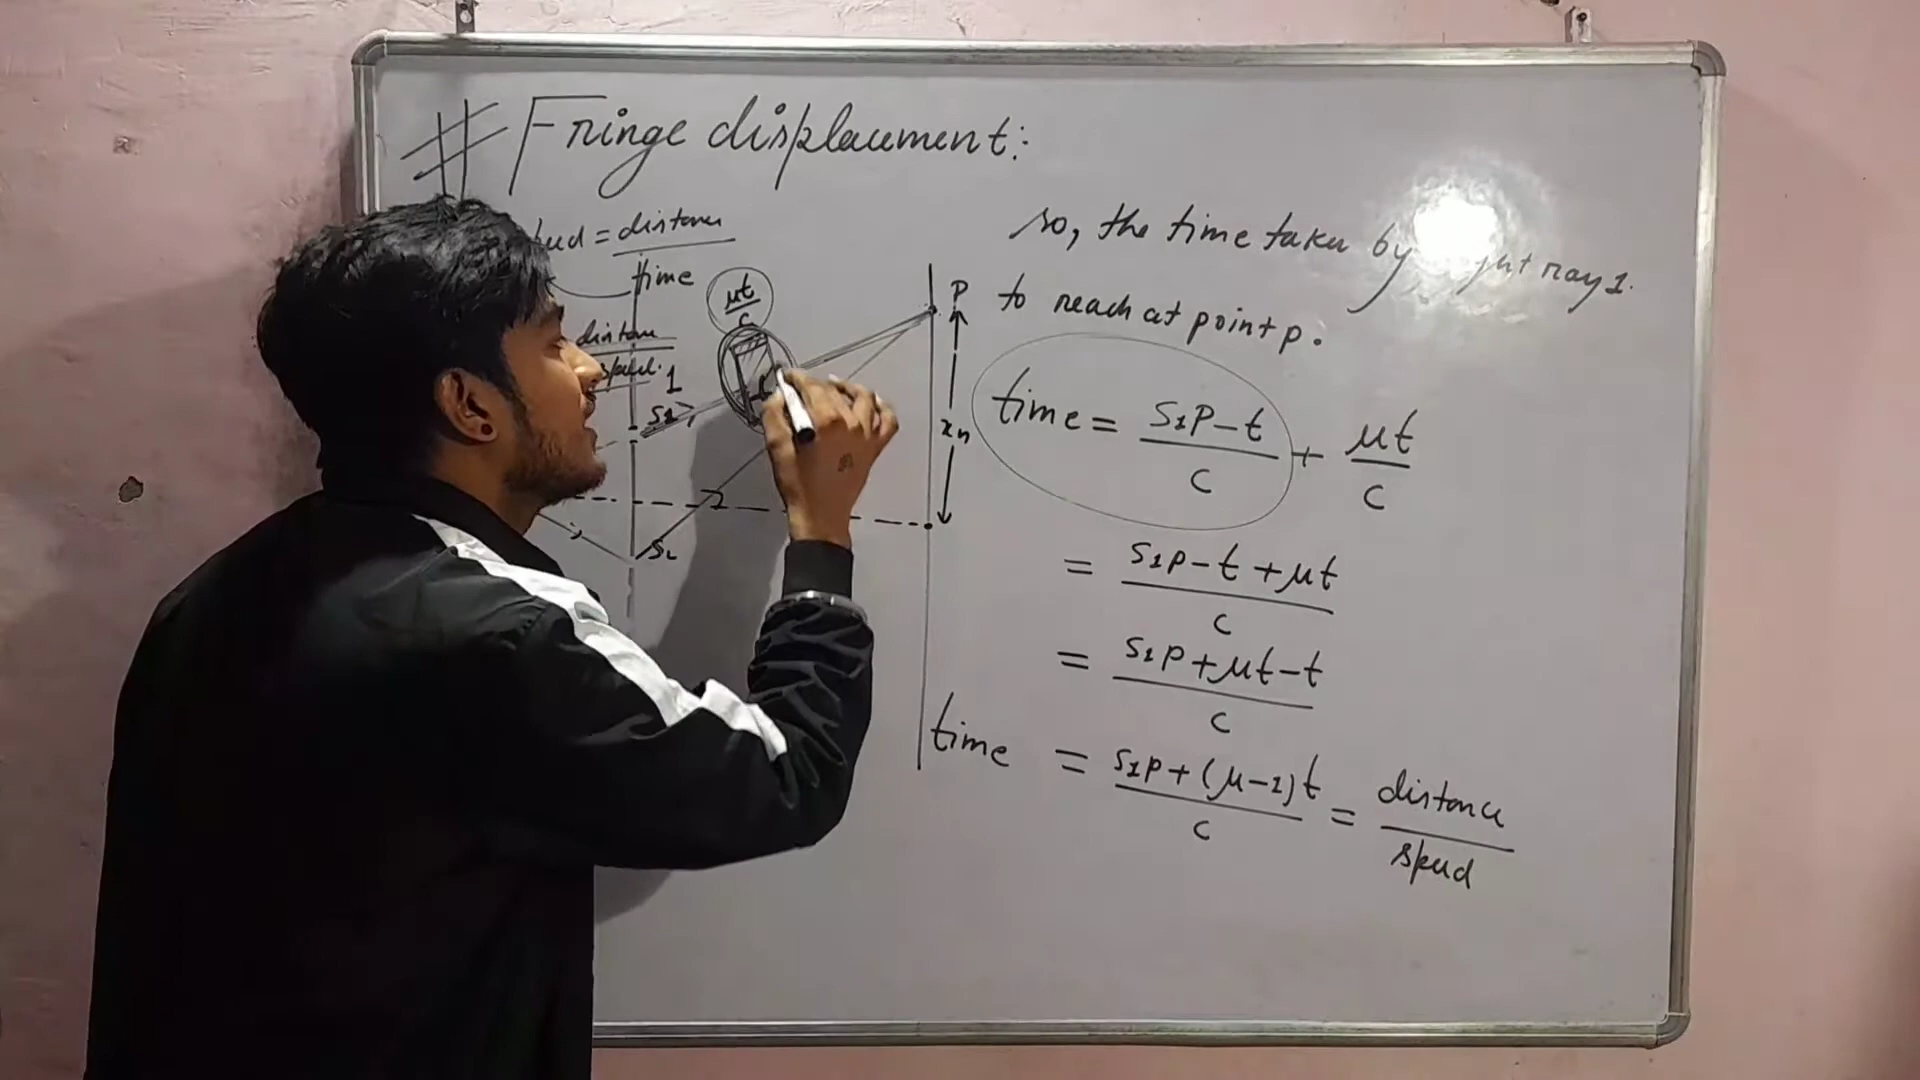 # Fringe displacement:
= distance
time
distance
speed.
μt
c
1
S1
S2
2
P
xn
t
so, the time taken by light ray 1.
to reach at point p.
time = S1P-t/c + μt/c
= S1P-t+μt/c
= S1P+μt-t/c
time = S1P+(μ-1)t/c = distance/speed